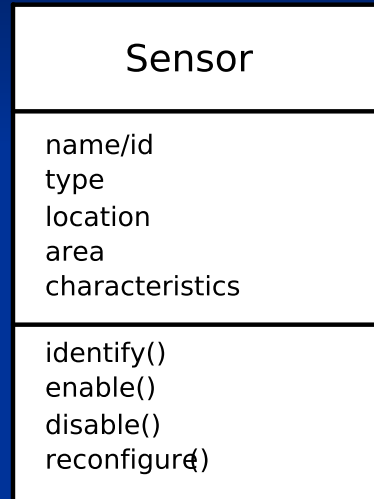 Sensor
name/id
type
location
area
characteristics
identify()
enable()
disable()
reconfigure()